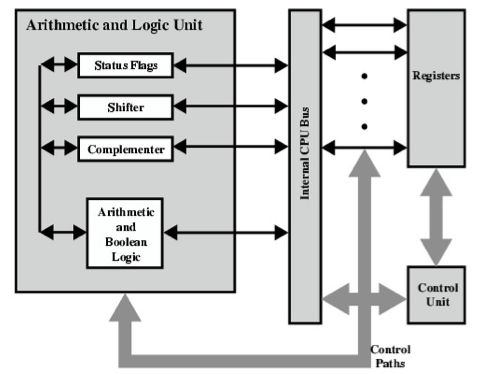 Arithmetic and Logic Unit
Status Flags
Shifter
Complementer
Arithmetic
and
Boolean
Logic
Internal CPU Bus
Registers
Control
Unit
Control
Paths